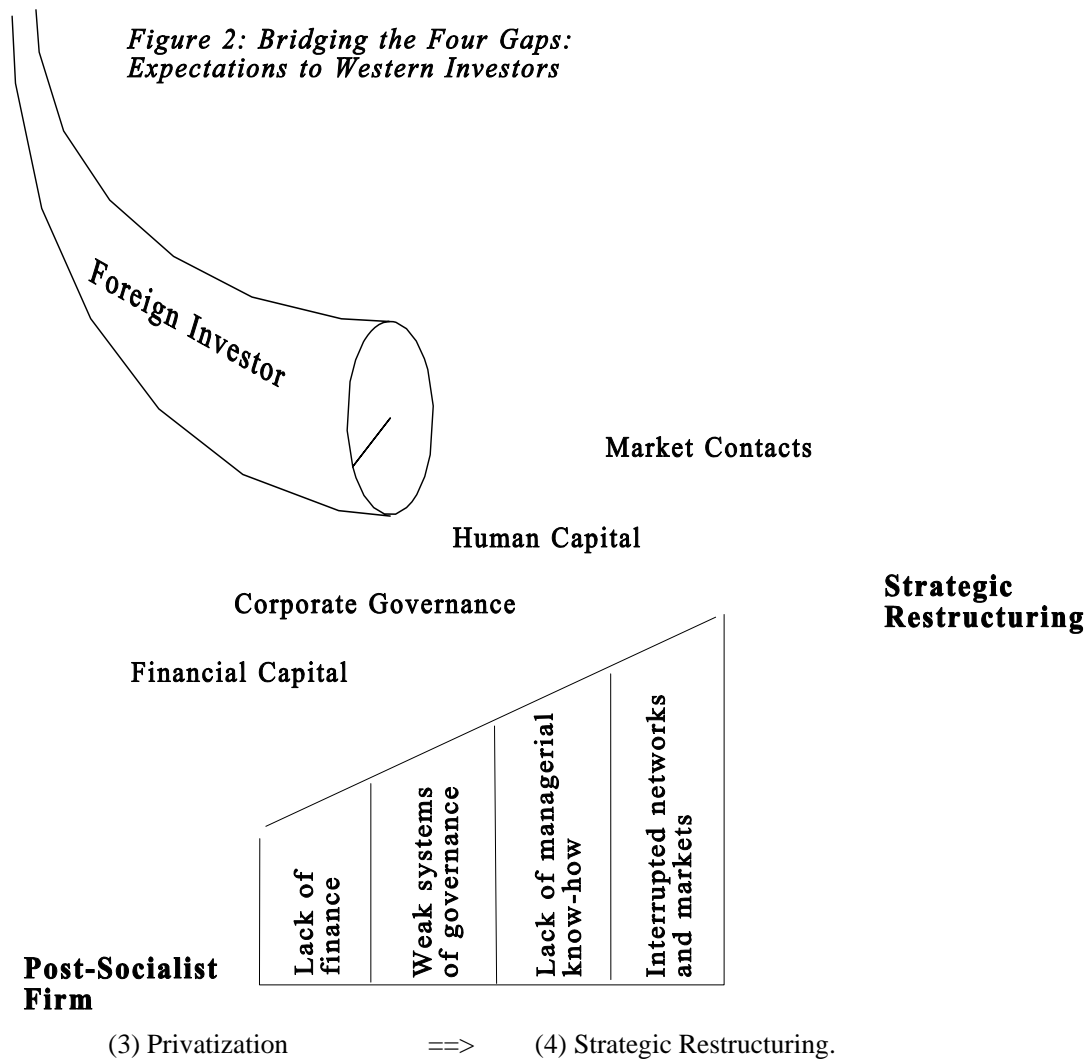 Figure 2: Bridging the Four Gaps:
Expectations to Western Investors
Foreign Investor
Market Contacts
Human Capital
Strategic
Restructuring
Corporate Governance
Financial Capital
Lack of
finance
Weak systems
of governance
Lack of managerial
know-how
Interrupted networks
and markets
Post-Socialist
Firm
(3) Privatization ==> (4) Strategic Restructuring.